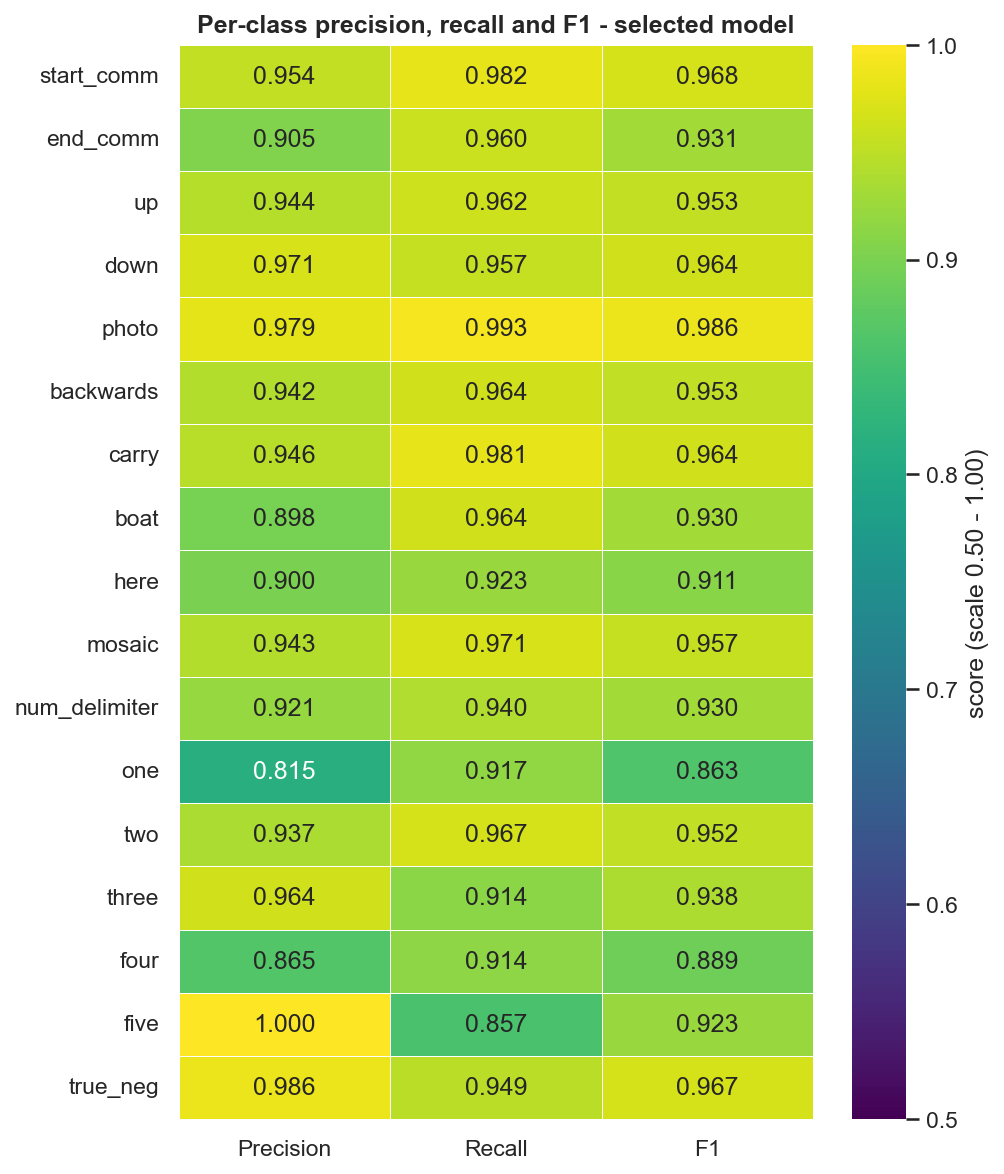 Per-class precision, recall and F1 - selected model
start_comm 0.954 0.982 0.968
end_comm 0.905 0.960 0.931
up 0.944 0.962 0.953
down 0.971 0.957 0.964
photo 0.979 0.993 0.986
backwards 0.942 0.964 0.953
carry 0.946 0.981 0.964
boat 0.898 0.964 0.930
here 0.900 0.923 0.911
mosaic 0.943 0.971 0.957
num_delimiter 0.921 0.940 0.930
one 0.815 0.917 0.863
two 0.937 0.967 0.952
three 0.964 0.914 0.938
four 0.865 0.914 0.889
five 1.000 0.857 0.923
true_neg 0.986 0.949 0.967
Precision Recall F1
1.0
0.9
0.8
0.7
0.6
0.5
score (scale 0.50 - 1.00)